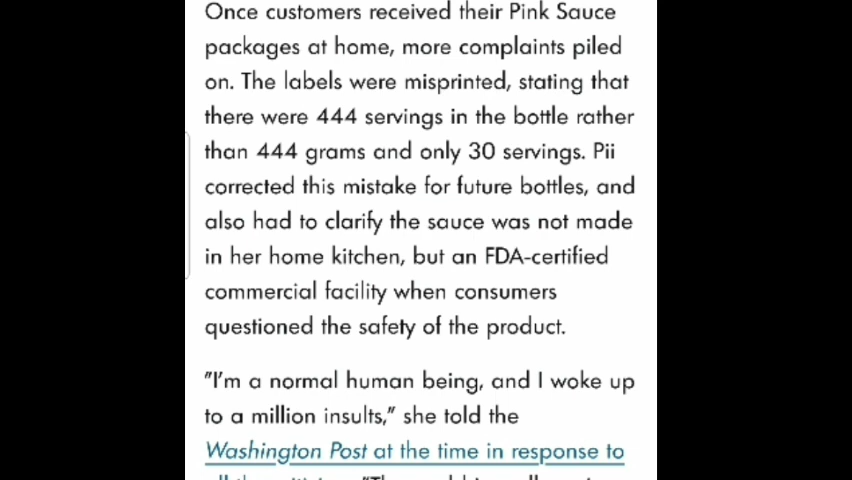 Once customers received their Pink Sauce
packages at home, more complaints piled
on. The labels were misprinted, stating that
there were 444 servings in the bottle rather
than 444 grams and only 30 servings. Pii
corrected this mistake for future bottles, and
also had to clarify the sauce was not made
in her home kitchen, but an FDA-certified
commercial facility when consumers
questioned the safety of the product.
"I'm a normal human being, and I woke up
to a million insults," she told the
Washington Post at the time in response to